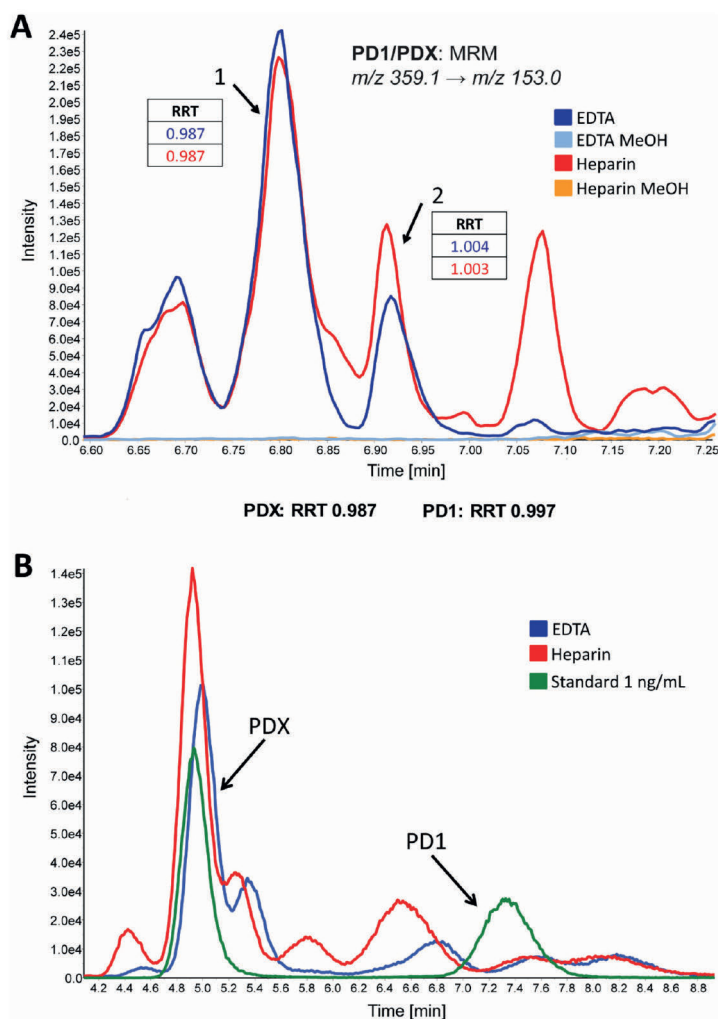 A
PD1/PDX: MRM
m/z 359.1 → m/z 153.0
1
RRT
0.987
0.987
2
RRT
1.004
1.003
EDTA
EDTA MeOH
Heparin
Heparin MeOH
Intensity
2.4e5
2.3e5
2.2e5
2.1e5
2.0e5
1.9e5
1.8e5
1.7e5
1.6e5
1.5e5
1.4e5
1.3e5
1.2e5
1.1e5
1.0e5
9.0e4
8.0e4
7.0e4
6.0e4
5.0e4
4.0e4
3.0e4
2.0e4
1.0e4
0.0
6.60 6.65 6.70 6.75 6.80 6.85 6.90 6.95 7.00 7.05 7.10 7.15 7.20 7.25
Time [min]
PDX: RRT 0.987 PD1: RRT 0.997
B
EDTA
Heparin
Standard 1 ng/mL
PDX
PD1
Intensity
1.4e5
1.3e5
1.2e5
1.1e5
1.0e5
9.0e4
8.0e4
7.0e4
6.0e4
5.0e4
4.0e4
3.0e4
2.0e4
1.0e4
0.0
4.2 4.4 4.6 4.8 5.0 5.2 5.4 5.6 5.8 6.0 6.2 6.4 6.6 6.8 7.0 7.2 7.4 7.6 7.8 8.0 8.2 8.4 8.6 8.8
Time [min]